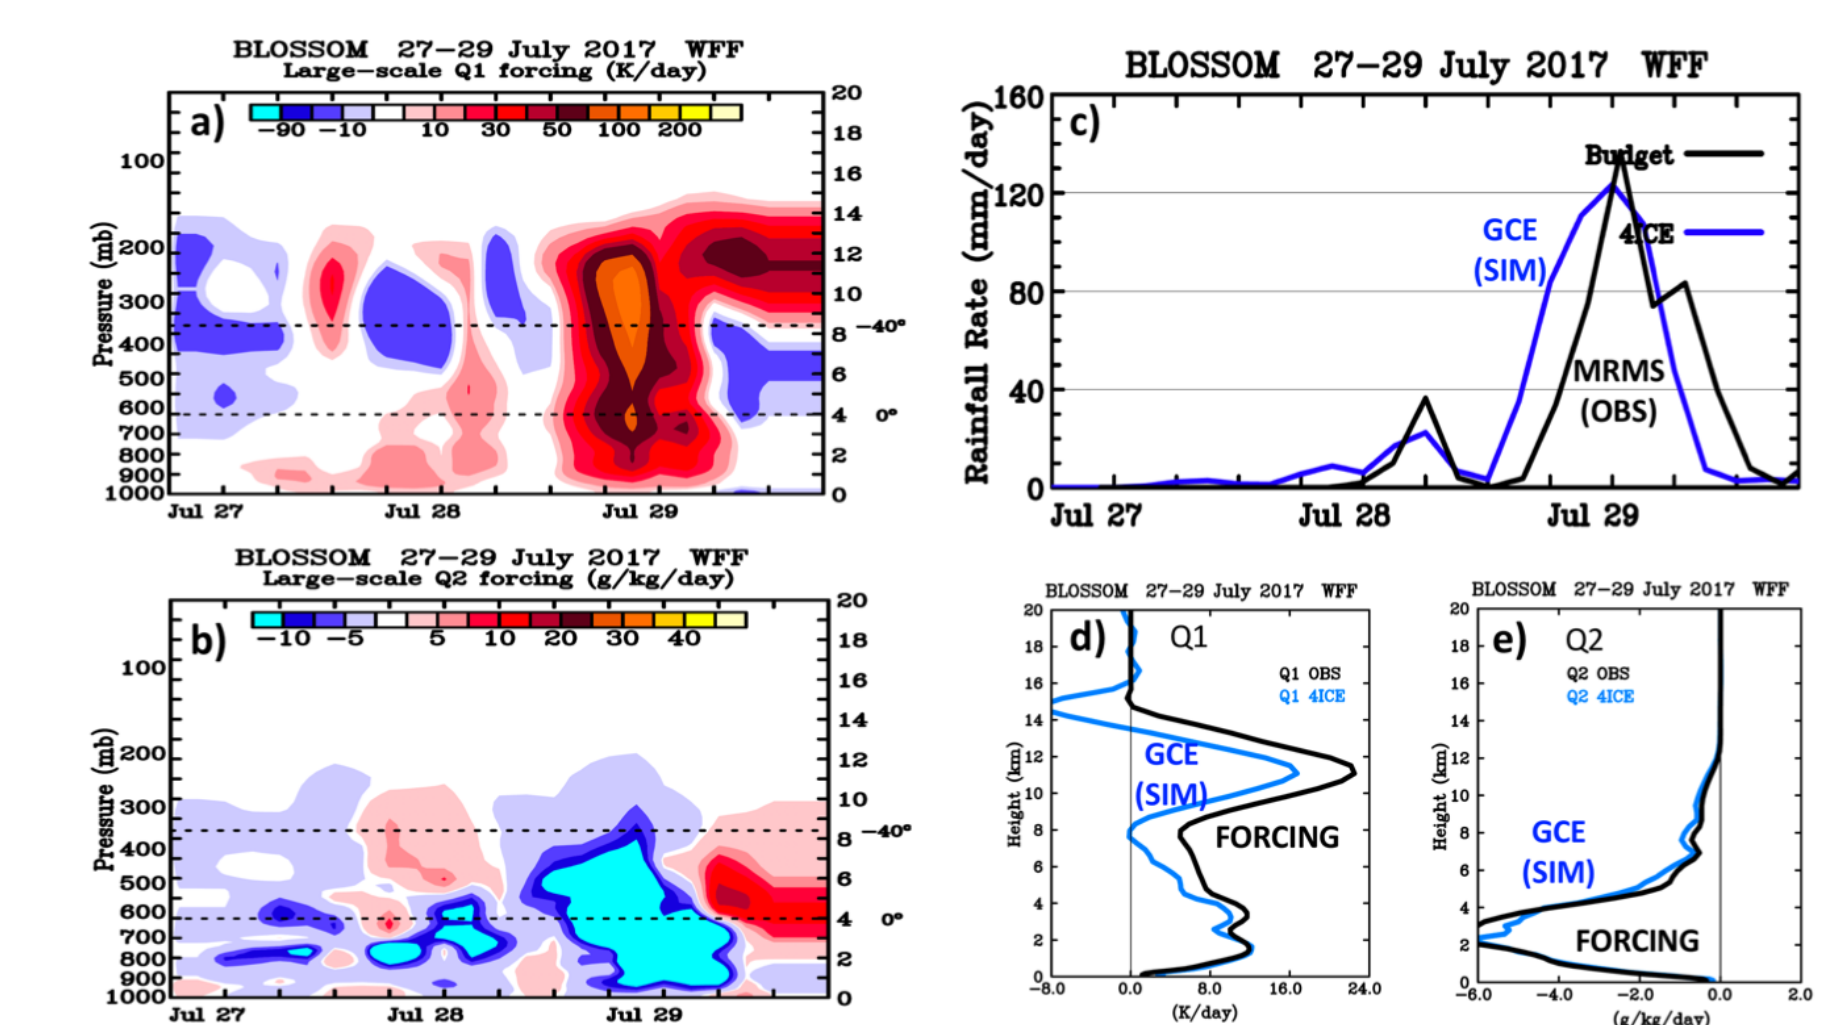 BLOSSOM 27-29 July 2017 WFF
Large-scale Q1 forcing (K/day)
a)
-90 -10 10 30 50 100 200
Pressure (mb)
100
200
300
400
500
600
700
800
900
1000
20
18
16
14
12
10
8
6
4
2
0
-40°
0°
Jul 27 Jul 28 Jul 29
BLOSSOM 27-29 July 2017 WFF
Large-scale Q2 forcing (g/kg/day)
b)
-10 -5 5 10 20 30 40
Pressure (mb)
100
200
300
400
500
600
700
800
900
1000
20
18
16
14
12
10
8
6
4
2
0
-40°
0°
Jul 27 Jul 28 Jul 29
BLOSSOM 27-29 July 2017 WFF
c)
Rainfall Rate (mm/day)
160
120
80
40
0
Budget
4ICE
GCE
(SIM)
MRMS
(OBS)
Jul 27 Jul 28 Jul 29
BLOSSOM 27-29 July 2017 WFF
d) Q1
Q1 OBS
Q1 4ICE
GCE
(SIM)
FORCING
Height (km)
20
18
16
14
12
10
8
6
4
2
0
-8.0 0.0 8.0 16.0 24.0
(K/day)
BLOSSOM 27-29 July 2017 WFF
e) Q2
Q2 OBS
Q2 4ICE
GCE
(SIM)
FORCING
Height (km)
20
18
16
14
12
10
8
6
4
2
0
-6.0 -4.0 -2.0 0.0 2.0
(g/kg/day)